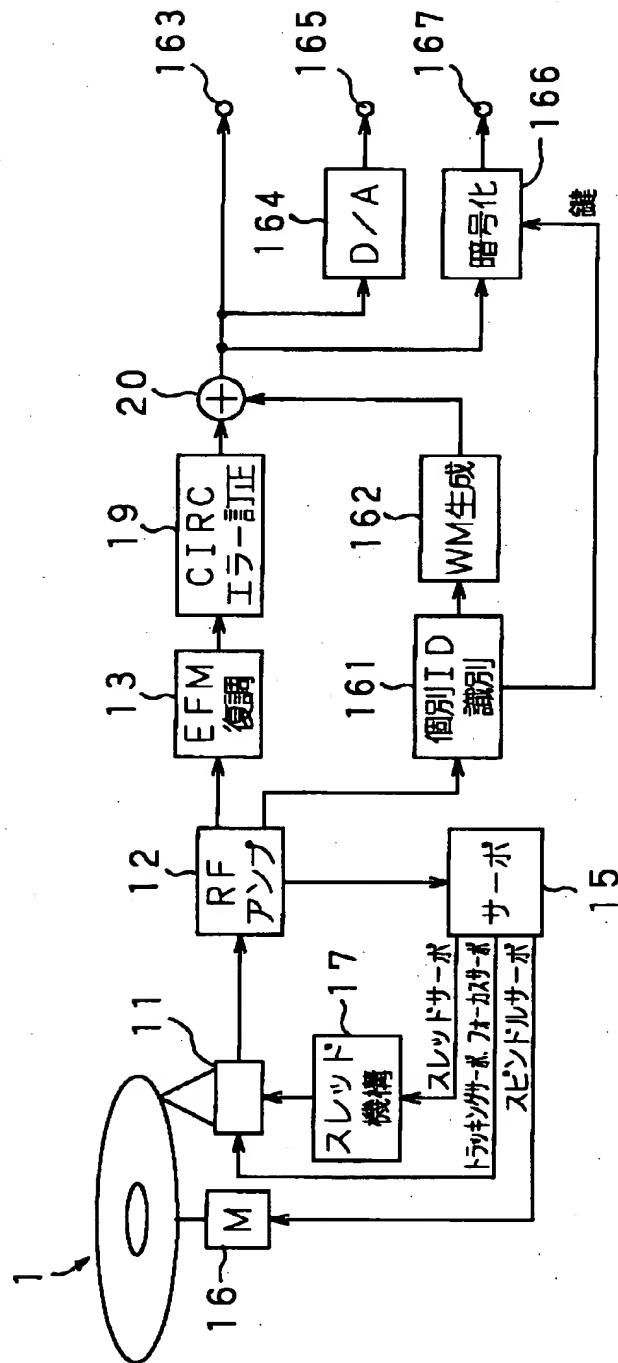 1
16
M
11
スレッド
機構
17
スレッドサーボ
トラッキングサーボ、フォーカスサーボ
スピンドルサーボ
サーボ
15
12
RF
アンプ
13
EFM
復調
19
CIRC
エラー訂正
20
+
161
個別ID
識別
162
WM生成
163
164
D/A
165
暗号化
166
167
鍵